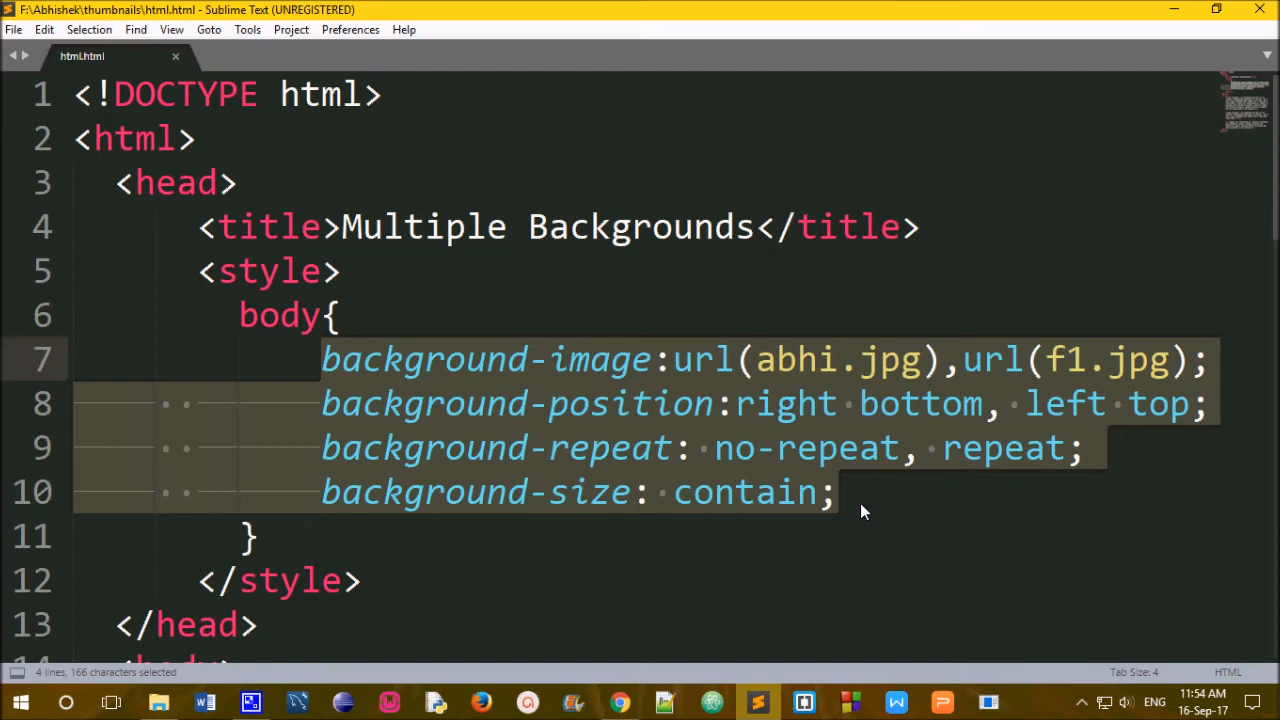 F:\Abhishek\thumbnails\html.html - Sublime Text (UNREGISTERED)
File Edit Selection Find View Goto Tools Project Preferences Help
html.html
1 <!DOCTYPE html>
2 <html>
3 <head>
4 <title>Multiple Backgrounds</title>
5 <style>
6 body{
7 background-image:url(abhi.jpg),url(f1.jpg);
8 background-position:right bottom, left top;
9 background-repeat: no-repeat, repeat;
10 background-size: contain;
11 }
12 </style>
13 </head>
14 <body>
4 lines, 166 characters selected
Tab Size: 4
HTML
ENG
11:54 AM
16-Sep-17